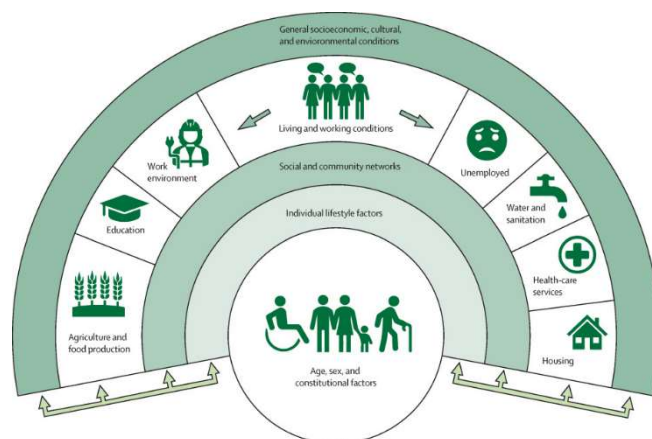 General socioeconomic, cultural,
and envioronmental conditions
Living and working conditions
Work
environment
Unemployed
Education
Water and
sanitation
Social and community networks
Individual lifestyle factors
Agriculture and
food production
Health-care
services
Housing
Age, sex, and
constitutional factors